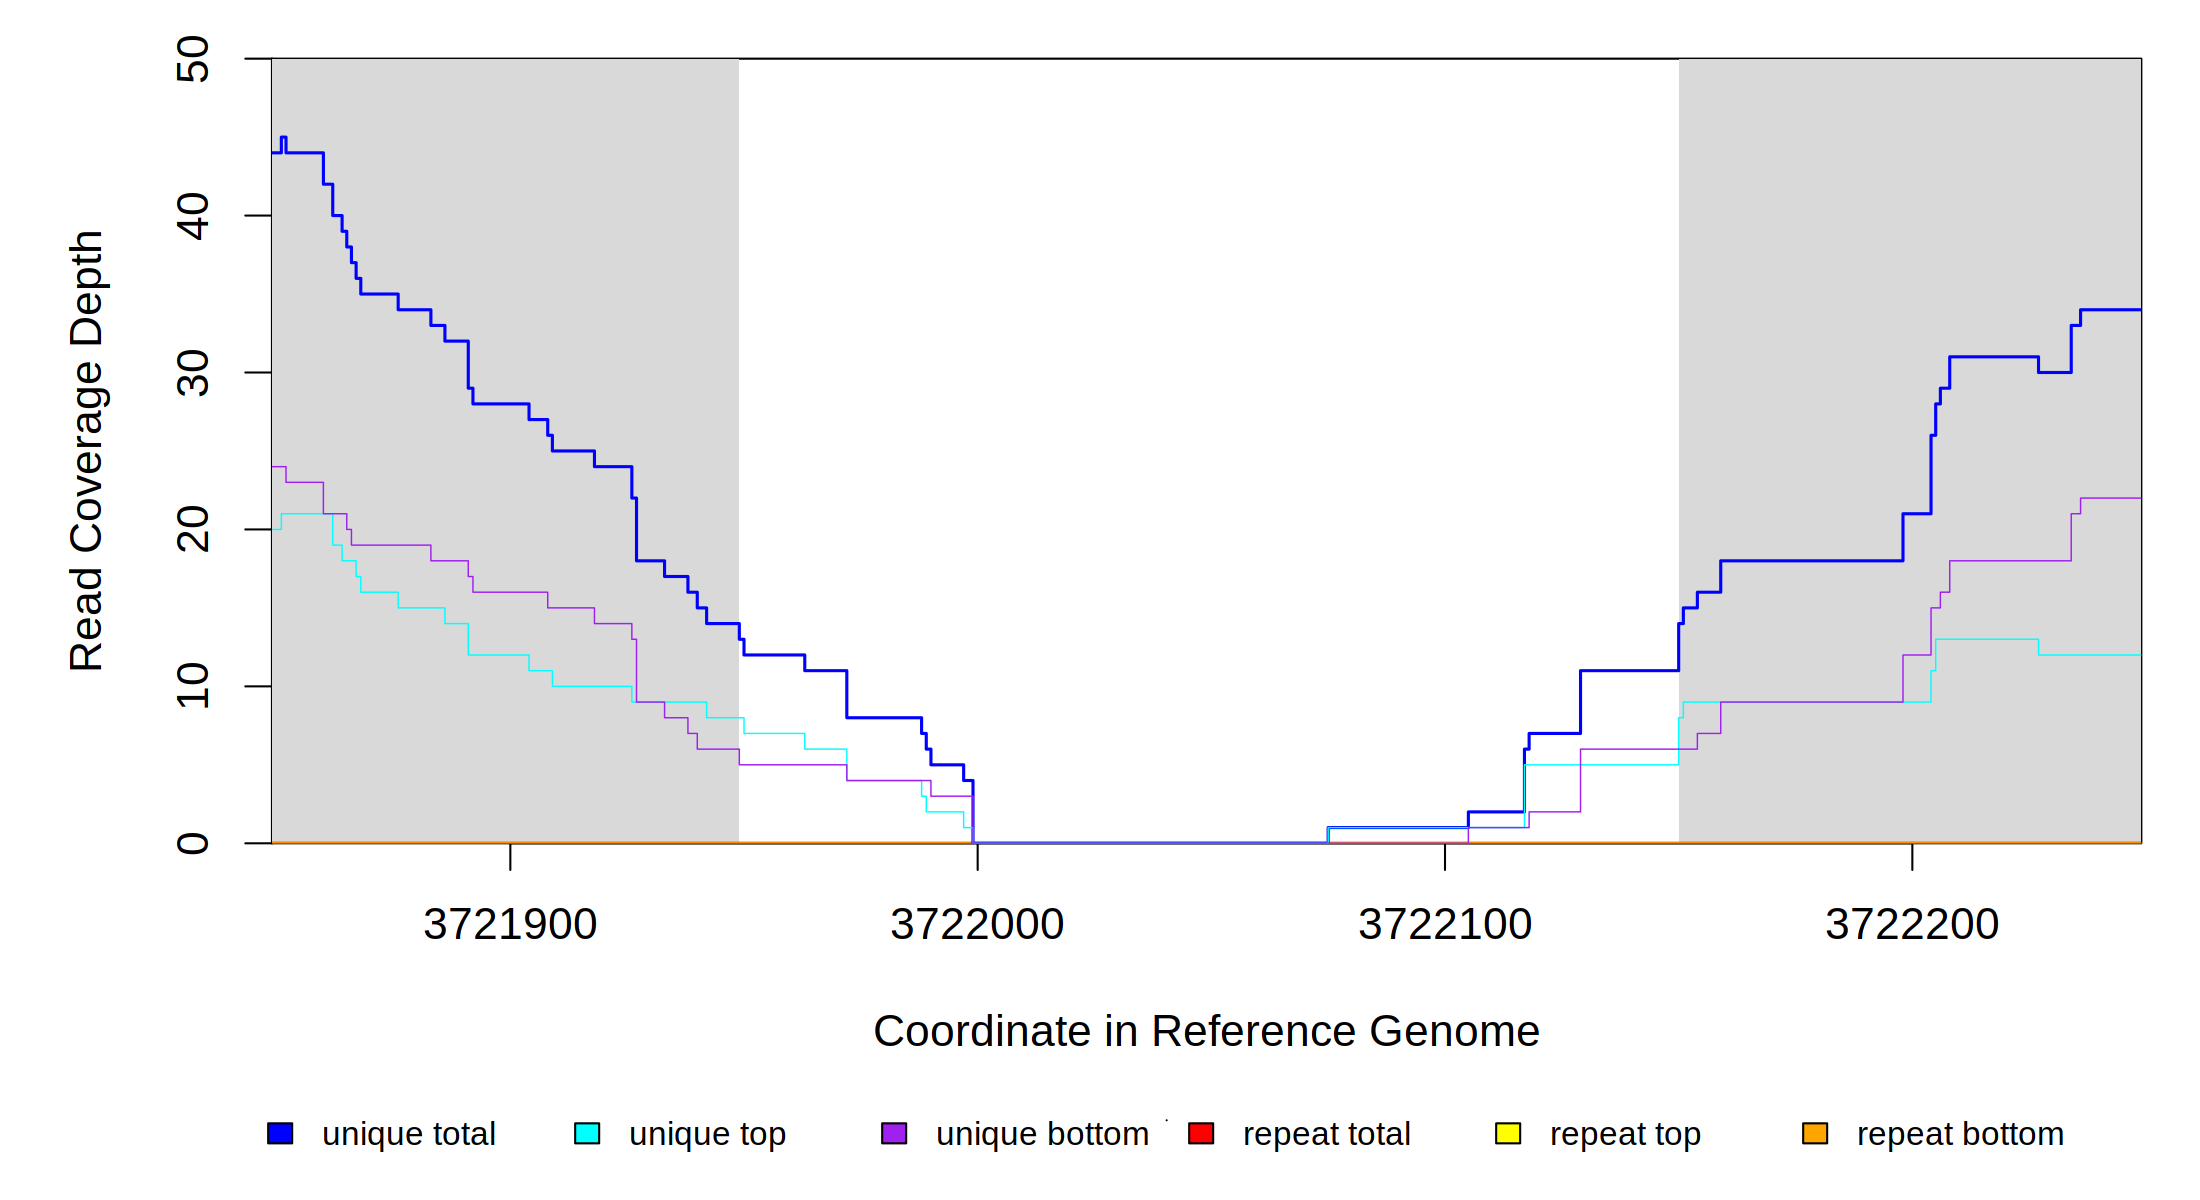 50
40
30
20
10
0
Read Coverage Depth
3721900 3722000 3722100 3722200
Coordinate in Reference Genome
unique total unique top unique bottom repeat total repeat top repeat bottom